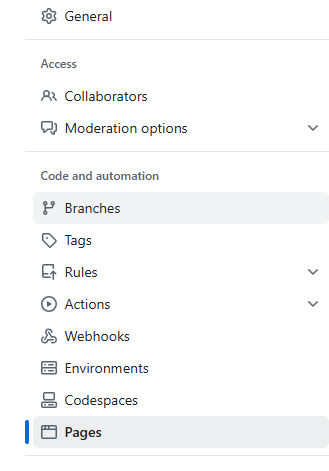 General
Access
Collaborators
Moderation options
Code and automation
Branches
Tags
Rules
Actions
Webhooks
Environments
Codespaces
Pages